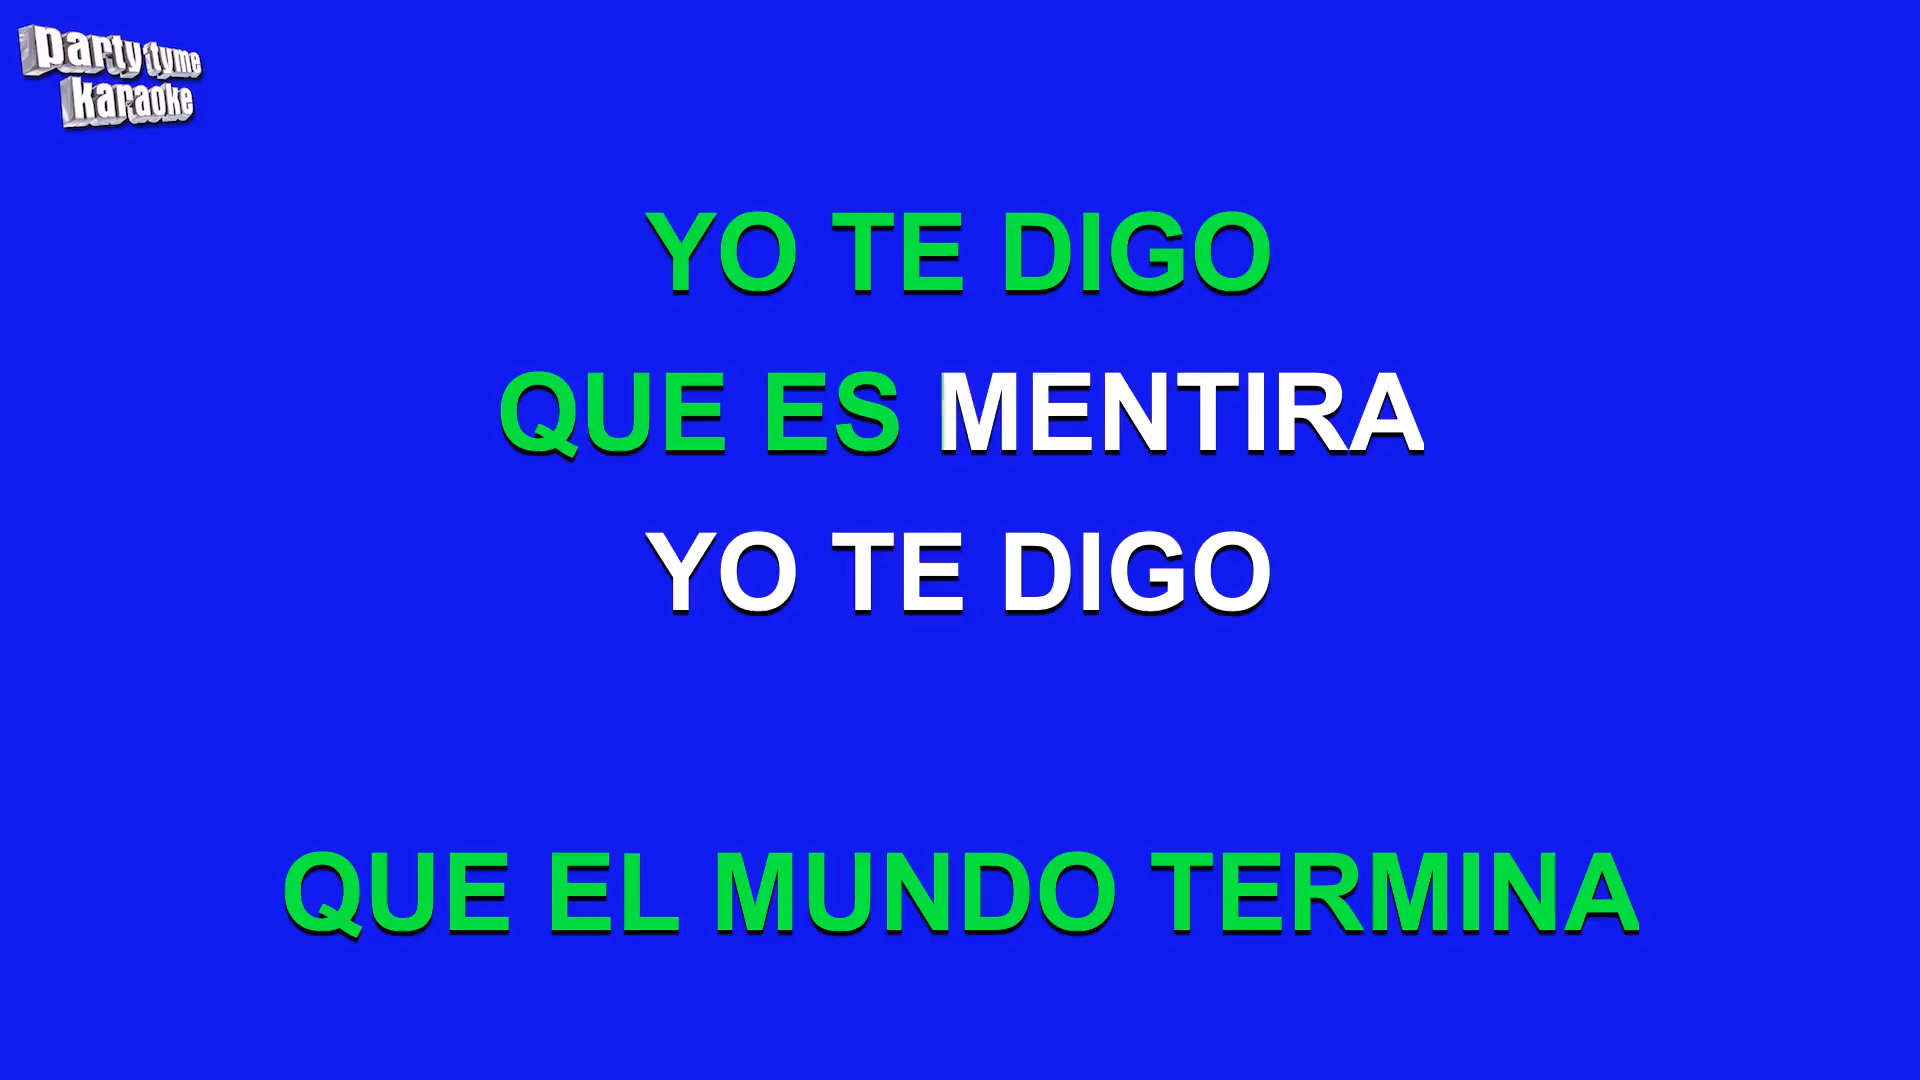 party tyme
karaoke
YO TE DIGO
QUE ES MENTIRA
YO TE DIGO
QUE EL MUNDO TERMINA